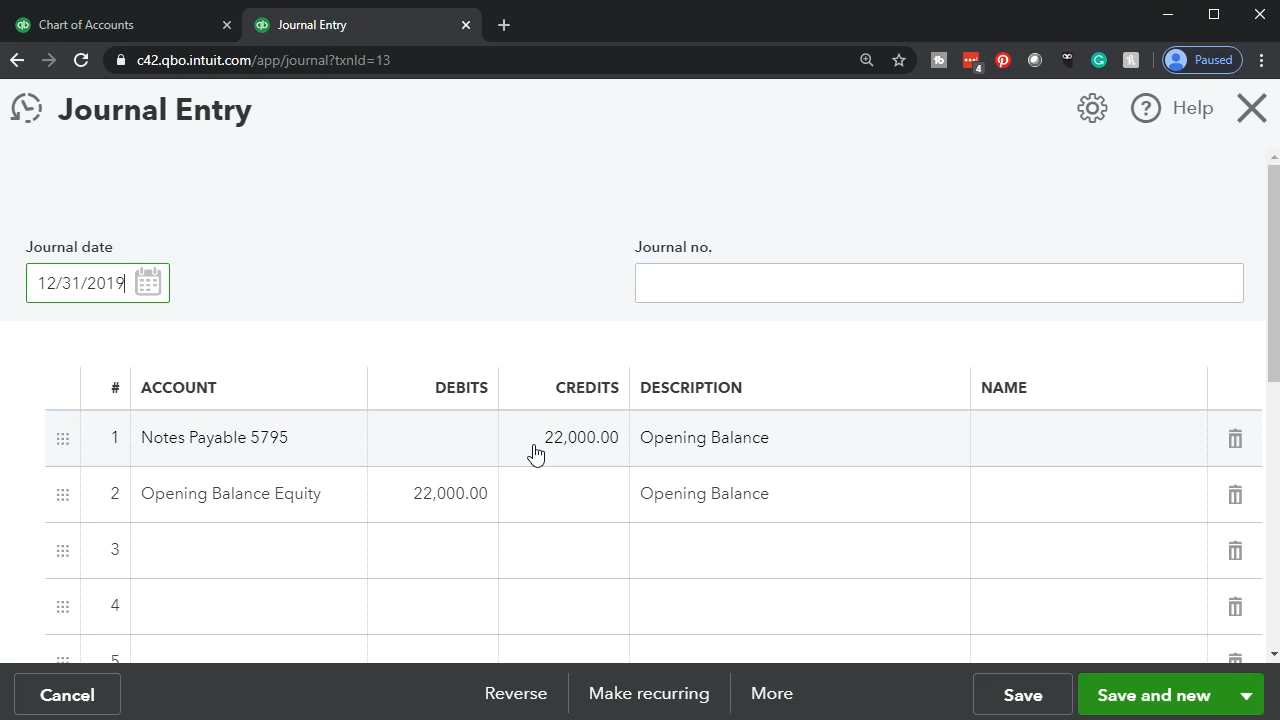 Chart of Accounts
Journal Entry
c42.qbo.intuit.com/app/journal?txnId=13
4
Paused
Journal Entry
Help
Journal date
Journal no.
12/31/2019
# ACCOUNT DEBITS CREDITS DESCRIPTION NAME
1 Notes Payable 5795 22,000.00 Opening Balance
2 Opening Balance Equity 22,000.00 Opening Balance
3
4
5
Cancel Reverse Make recurring More Save Save and new